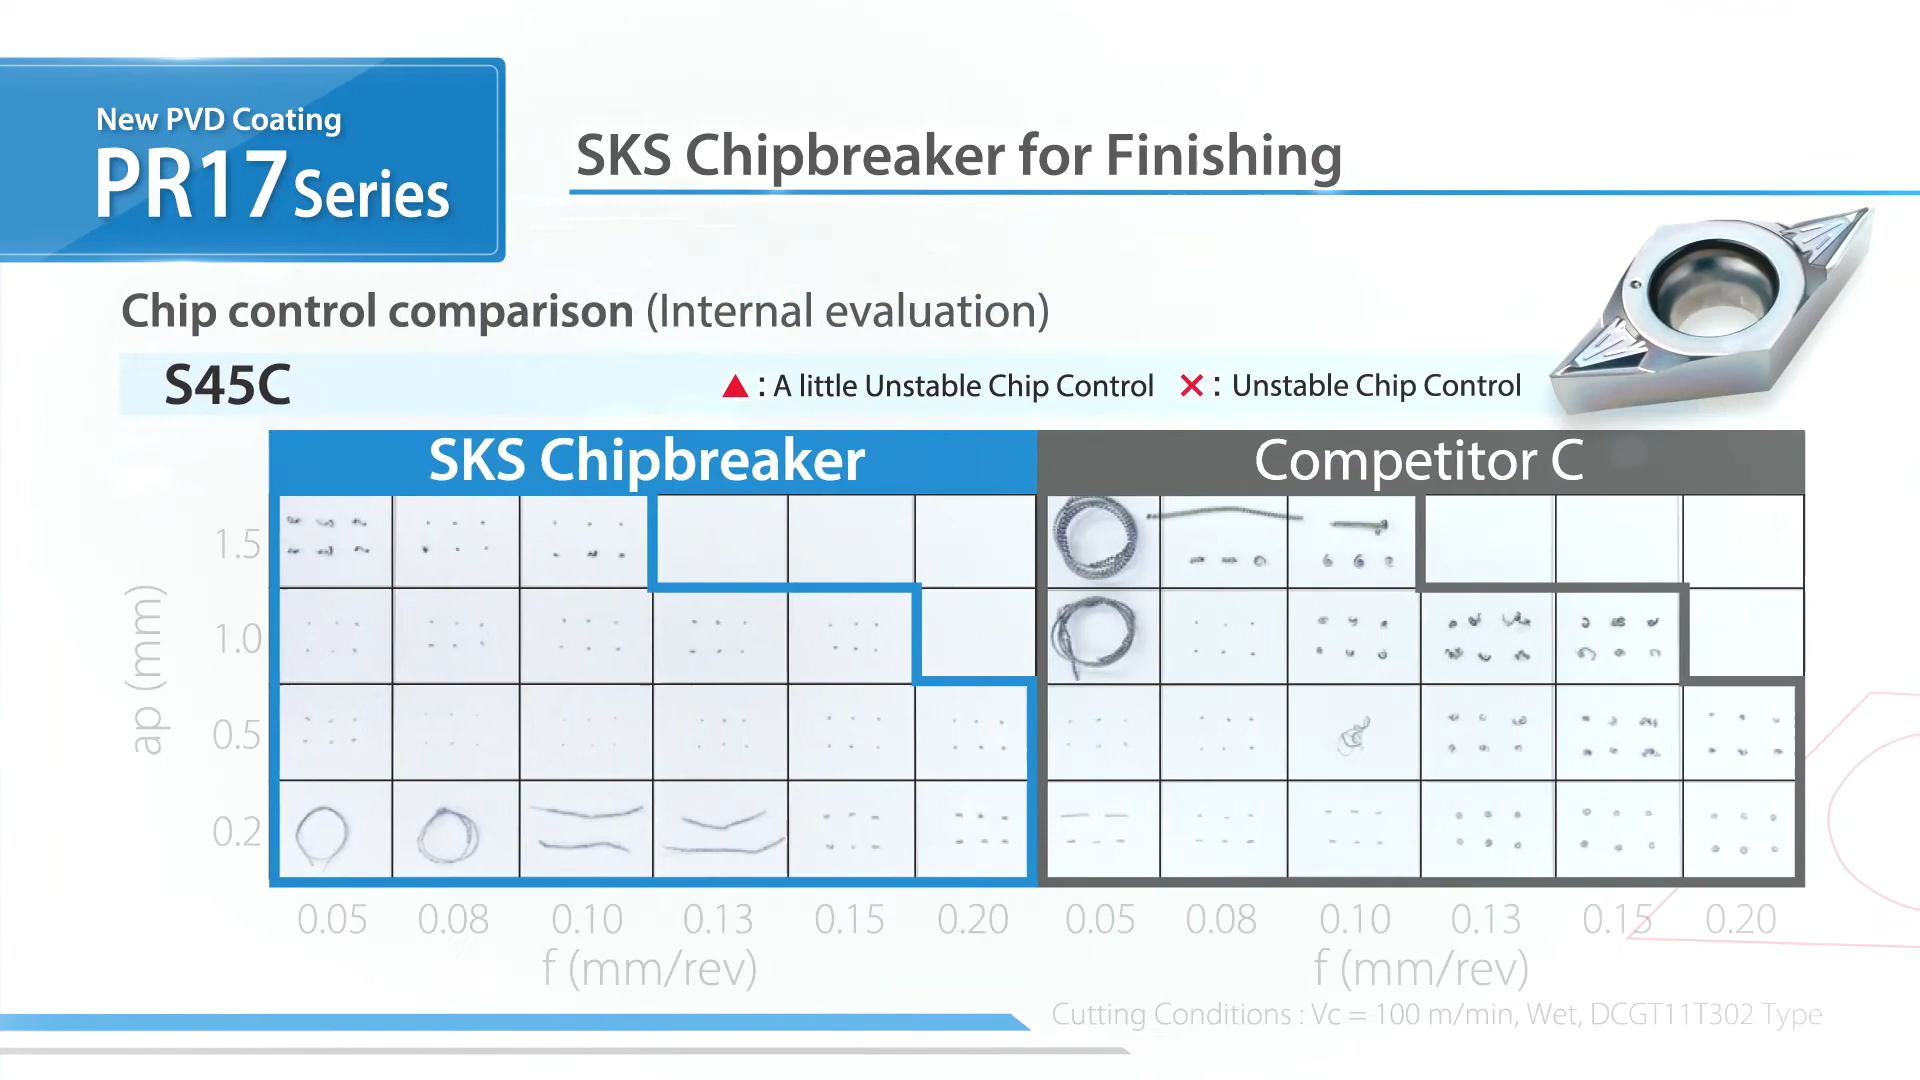 New PVD Coating
PR17 Series
SKS Chipbreaker for Finishing
Chip control comparison (Internal evaluation)
S45C
▲ : A little Unstable Chip Control ✕ : Unstable Chip Control
SKS Chipbreaker
Competitor C
ap (mm)
1.5
1.0
0.5
0.2
0.05 0.08 0.10 0.13 0.15 0.20
0.05 0.08 0.10 0.13 0.15 0.20
f (mm/rev)
f (mm/rev)
Cutting Conditions : Vc = 100 m/min, Wet, DCGT11T302 Type